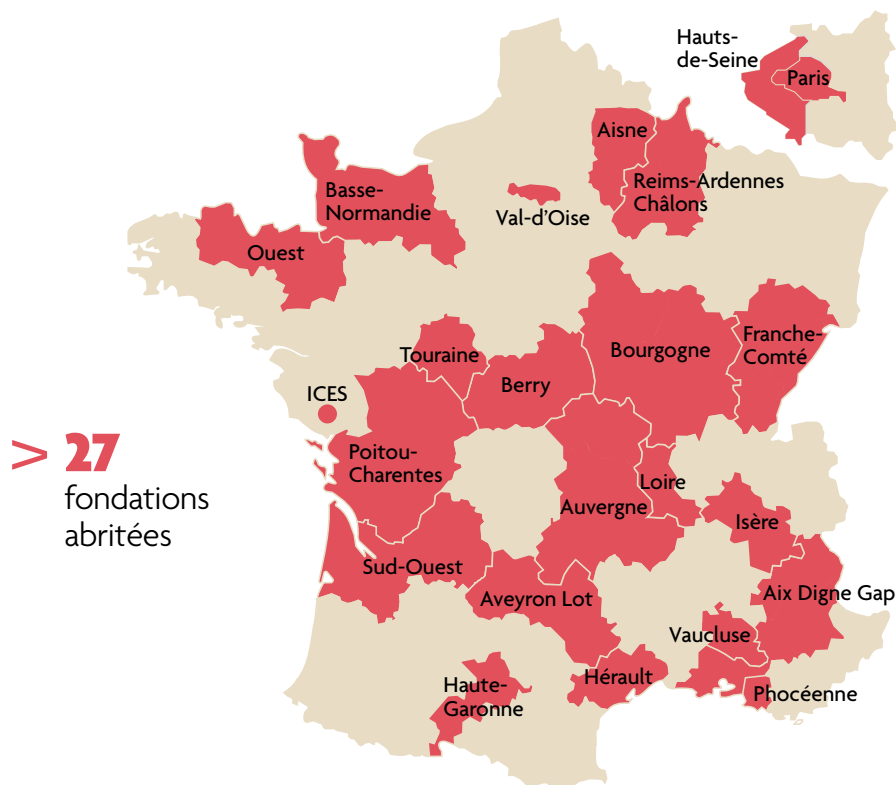 Hauts-
de-Seine
Paris
Aisne
Reims-Ardennes
Châlons
Basse-
Normandie
Val-d'Oise
Ouest
Touraine
Berry
Bourgogne
Franche-
Comté
ICES
> 27
fondations
abritées
Poitou-
Charentes
Loire
Auvergne
Isère
Sud-Ouest
Aveyron Lot
Aix Digne Gap
Vaucluse
Hérault
Haute-
Garonne
Phocéenne